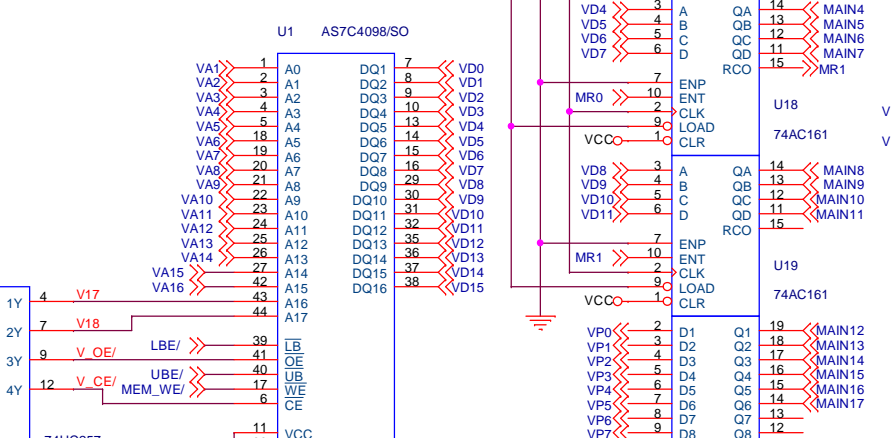 U1 AS7C4098/SO
VA1 1 A0 DQ1 7 VD0
VA2 2 A1 DQ2 8 VD1
VA3 3 A2 DQ3 9 VD2
VA4 4 A3 DQ4 10 VD3
VA5 5 A4 DQ5 13 VD4
VA6 18 A5 DQ6 14 VD5
VA7 19 A6 DQ7 15 VD6
VA8 20 A7 DQ8 16 VD7
VA9 21 A8 DQ9 29 VD8
VA10 22 A9 DQ10 30 VD9
VA11 23 A10 DQ11 31 VD10
VA12 24 A11 DQ12 32 VD11
VA13 25 A12 DQ13 35 VD12
VA14 26 A13 DQ14 36 VD13
VA15 27 A14 DQ15 37 VD14
VA16 42 A15 DQ16 38 VD15
1Y 4 V17 43 A16
2Y 7 V18 44 A17
LBE/ 39 LB
3Y 9 V_OE/ 41 OE
UBE/ 40 UB
MEM_WE/ 17 WE
4Y 12 V_CE/ 6 CE
11 VCC
VD4 3 A QA 14 MAIN4
VD5 4 B QB 13 MAIN5
VD6 5 C QC 12 MAIN6
VD7 6 D QD 11 MAIN7
RCO 15 MR1
7 ENP
MR0 10 ENT
2 CLK
9 LOAD
VCC 1 CLR
U18
74AC161
V
V
VD8 3 A QA 14 MAIN8
VD9 4 B QB 13 MAIN9
VD10 5 C QC 12 MAIN10
VD11 6 D QD 11 MAIN11
RCO 15
7 ENP
MR1 10 ENT
2 CLK
9 LOAD
VCC 1 CLR
U19
74AC161
VP0 2 D1 Q1 19 MAIN12
VP1 3 D2 Q2 18 MAIN13
VP2 4 D3 Q3 17 MAIN14
VP3 5 D4 Q4 16 MAIN15
VP4 6 D5 Q5 15 MAIN16
VP5 7 D6 Q6 14 MAIN17
VP6 8 D7 Q7 13
VP7 9 D8 Q8 12